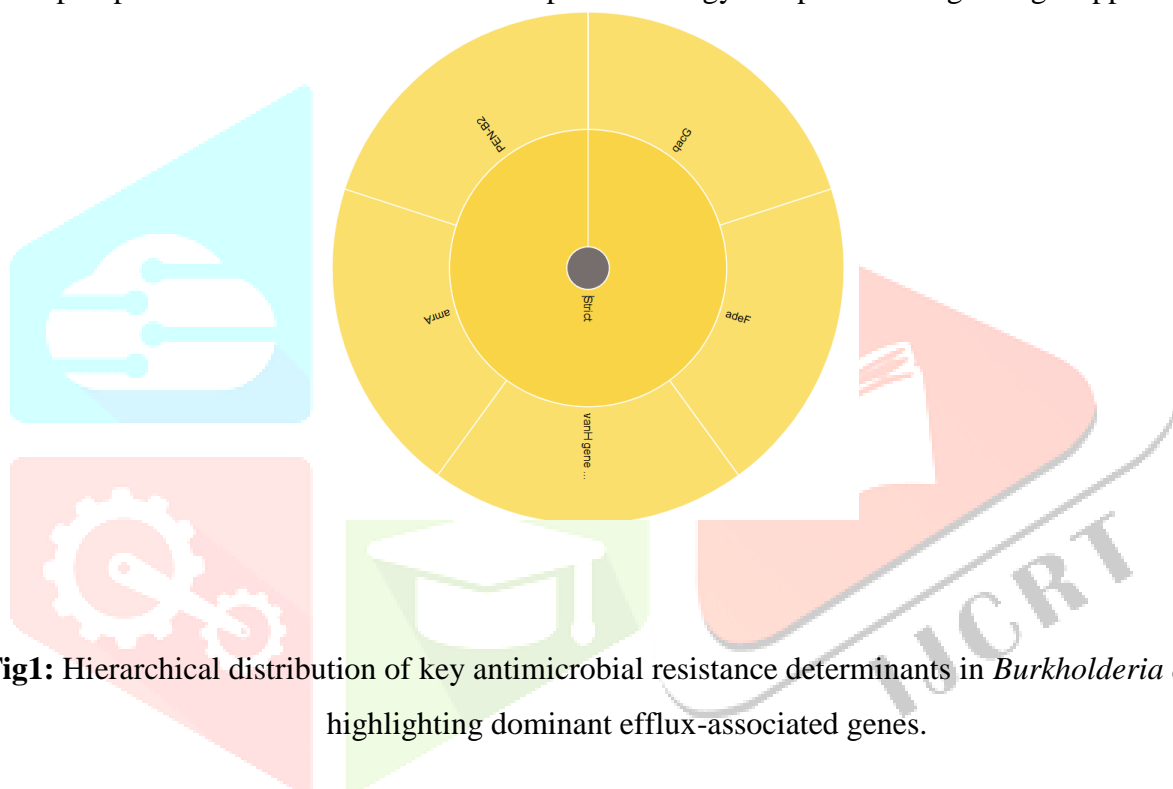 PEN-B2
qacG
amrA
adeF
Strict
vanH gene ...
IJCRT
Fig1: Hierarchical distribution of key antimicrobial resistance determinants in Burkholderia
highlighting dominant efflux-associated genes.